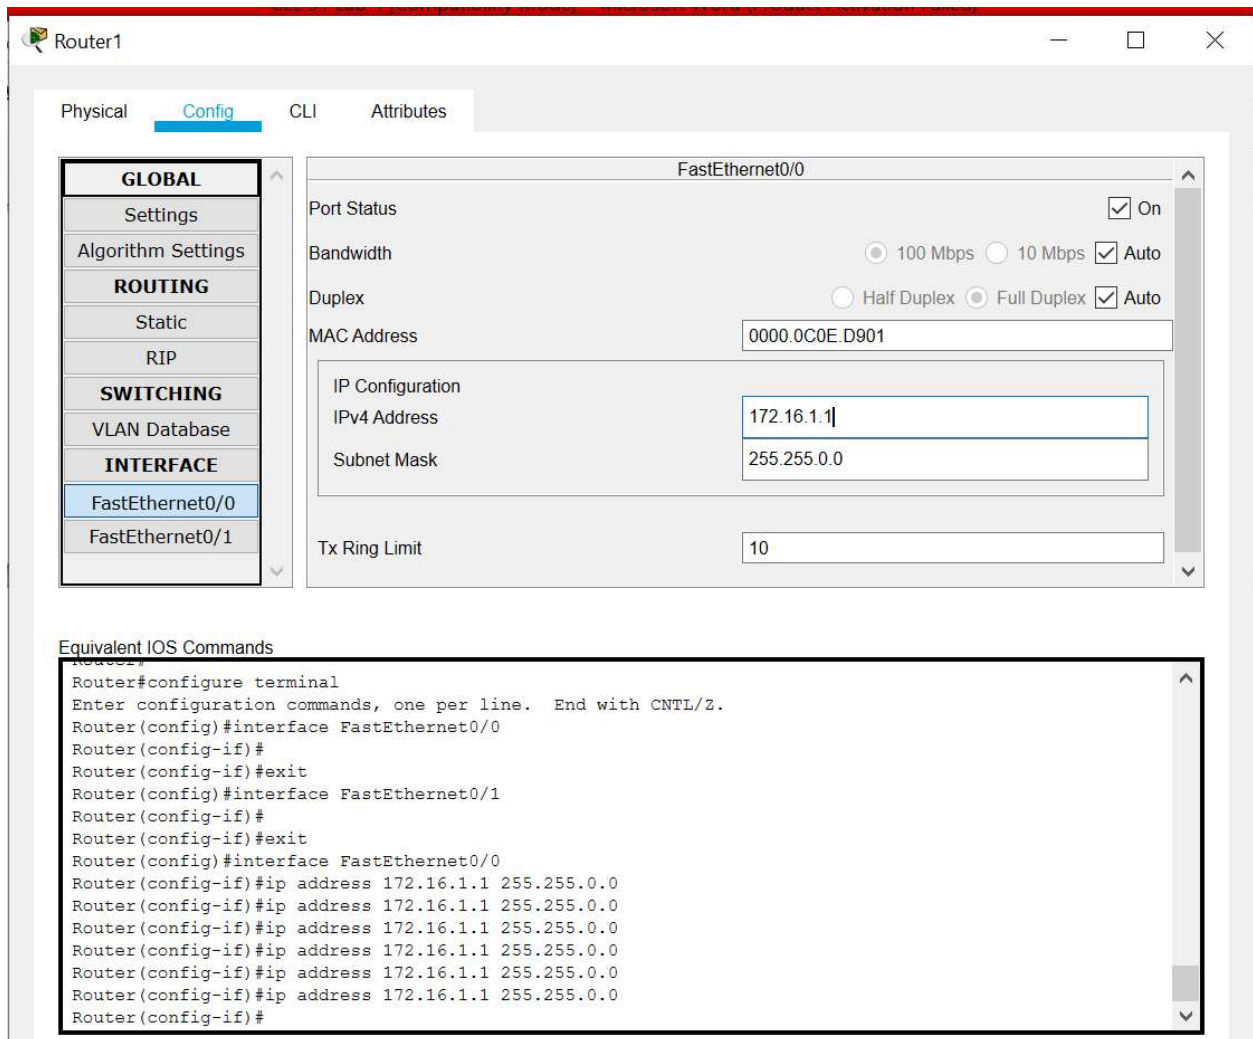 Router1
Physical Config CLI Attributes
GLOBAL
Settings
Algorithm Settings
ROUTING
Static
RIP
SWITCHING
VLAN Database
INTERFACE
FastEthernet0/0
FastEthernet0/1
FastEthernet0/0
Port Status On
Bandwidth 100 Mbps 10 Mbps Auto
Duplex Half Duplex Full Duplex Auto
MAC Address 0000.0C0E.D901
IP Configuration
IPv4 Address 172.16.1.1
Subnet Mask 255.255.0.0
Tx Ring Limit 10
Equivalent IOS Commands
Router#
Router#configure terminal
Enter configuration commands, one per line. End with CNTL/Z.
Router(config)#interface FastEthernet0/0
Router(config-if)#
Router(config-if)#exit
Router(config)#interface FastEthernet0/1
Router(config-if)#
Router(config-if)#exit
Router(config)#interface FastEthernet0/0
Router(config-if)#ip address 172.16.1.1 255.255.0.0
Router(config-if)#ip address 172.16.1.1 255.255.0.0
Router(config-if)#ip address 172.16.1.1 255.255.0.0
Router(config-if)#ip address 172.16.1.1 255.255.0.0
Router(config-if)#ip address 172.16.1.1 255.255.0.0
Router(config-if)#ip address 172.16.1.1 255.255.0.0
Router(config-if)#